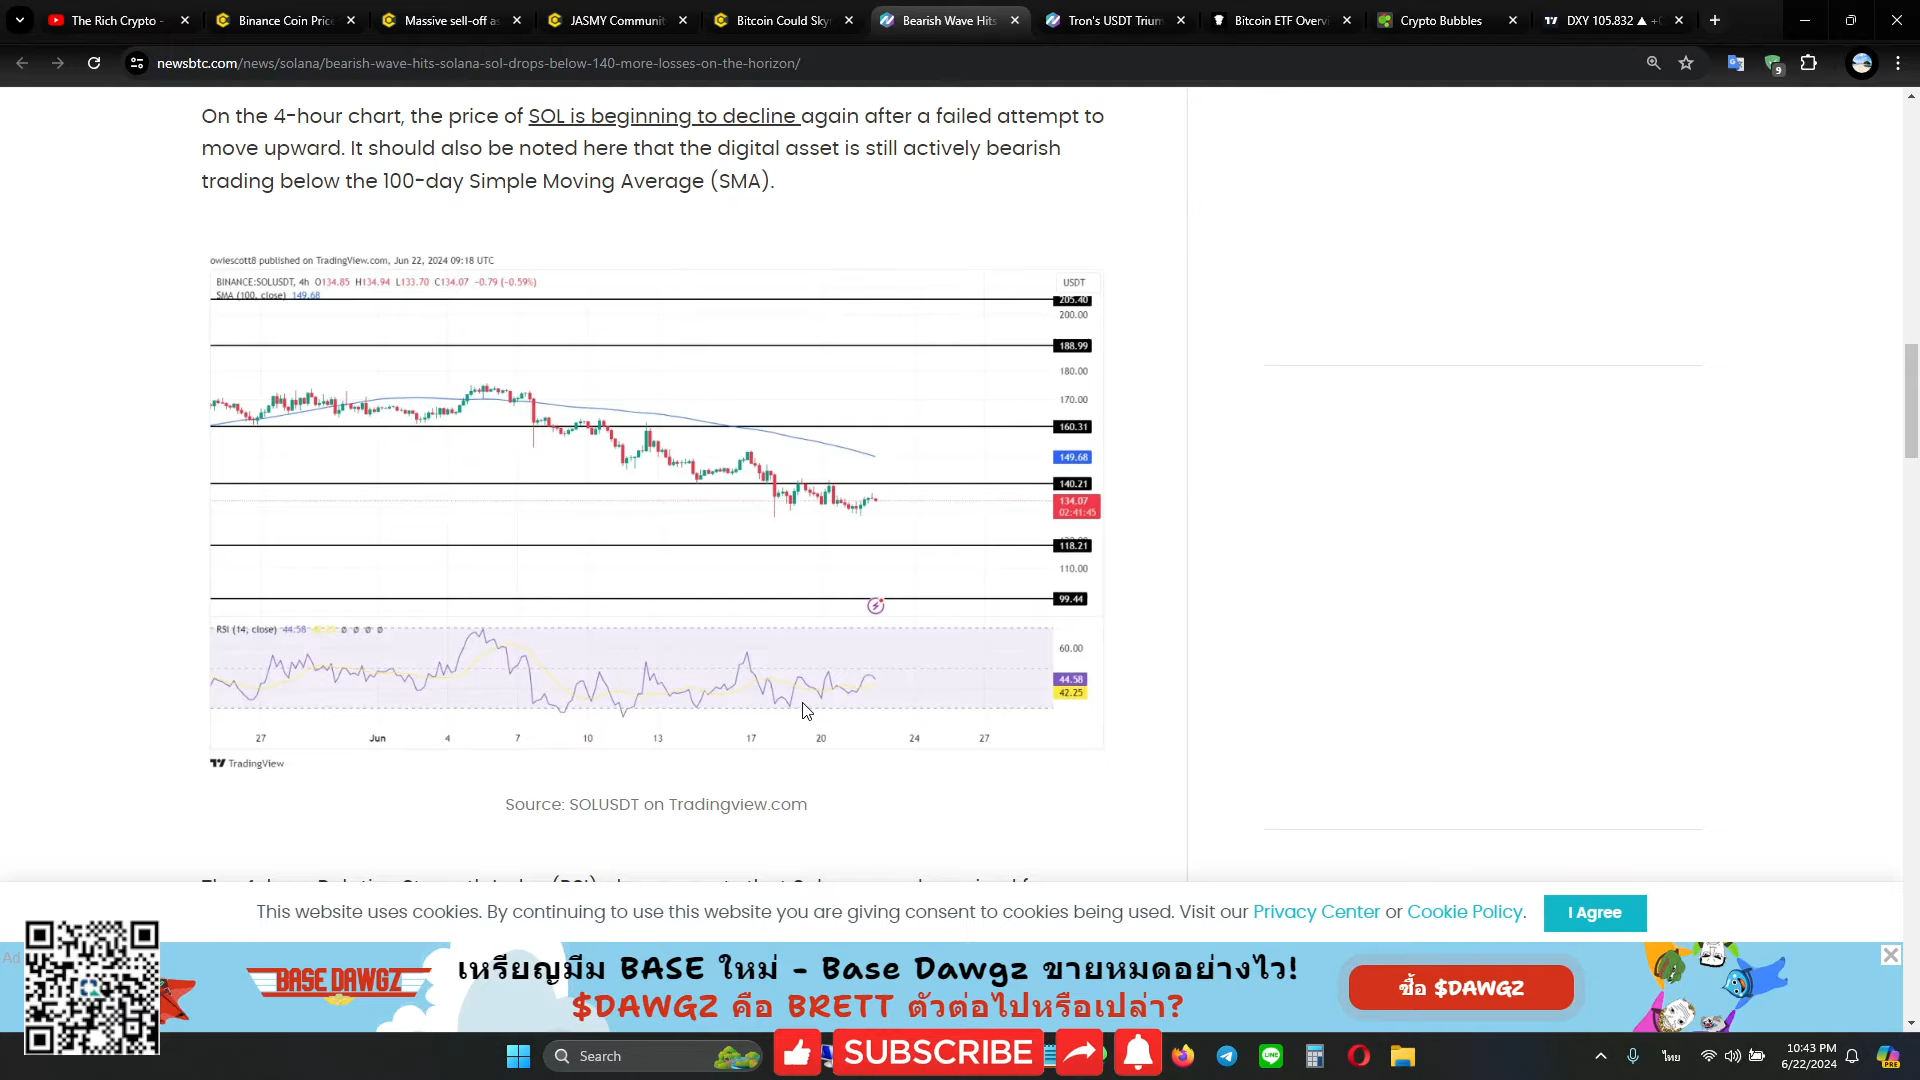 The Rich Crypto -
Binance Coin Price
Massive sell-off as
JASMY Communit
Bitcoin Could Sky
Bearish Wave Hits
Tron's USDT Trium
Bitcoin ETF Overvi
Crypto Bubbles
DXY 105.832 ▲ +
newsbtc.com/news/solana/bearish-wave-hits-solana-sol-drops-below-140-more-losses-on-the-horizon/
9
On the 4-hour chart, the price of SOL is beginning to decline again after a failed attempt to
move upward. It should also be noted here that the digital asset is still actively bearish
trading below the 100-day Simple Moving Average (SMA).
owiescott8 published on TradingView.com, Jun 22, 2024 09:18 UTC
BINANCE:SOLUSDT, 4h O134.85 H134.94 L133.70 C134.07 -0.79 (-0.59%)
SMA (100, close) 149.68
USDT
205.40
200.00
188.99
180.00
170.00
160.31
149.68
140.21
134.07
02:41:45
118.21
110.00
99.44
RSI (14, close) 44.58 42.25 ø ø ø ø
60.00
44.58
42.25
27 Jun 4 7 10 13 17 20 24 27
TradingView
Source: SOLUSDT on Tradingview.com
This website uses cookies. By continuing to use this website you are giving consent to cookies being used. Visit our Privacy Center or Cookie Policy.
I Agree
Ad
BASE DAWGZ
เหรียญมีม BASE ใหม่ - Base Dawgz ขายหมดอย่างไว!
$DAWGZ คือ BRETT ตัวต่อไปหรือเปล่า?
ซื้อ $DAWGZ
Search
SUBSCRIBE
LINE
ไทย
10:43 PM
6/22/2024
PRE